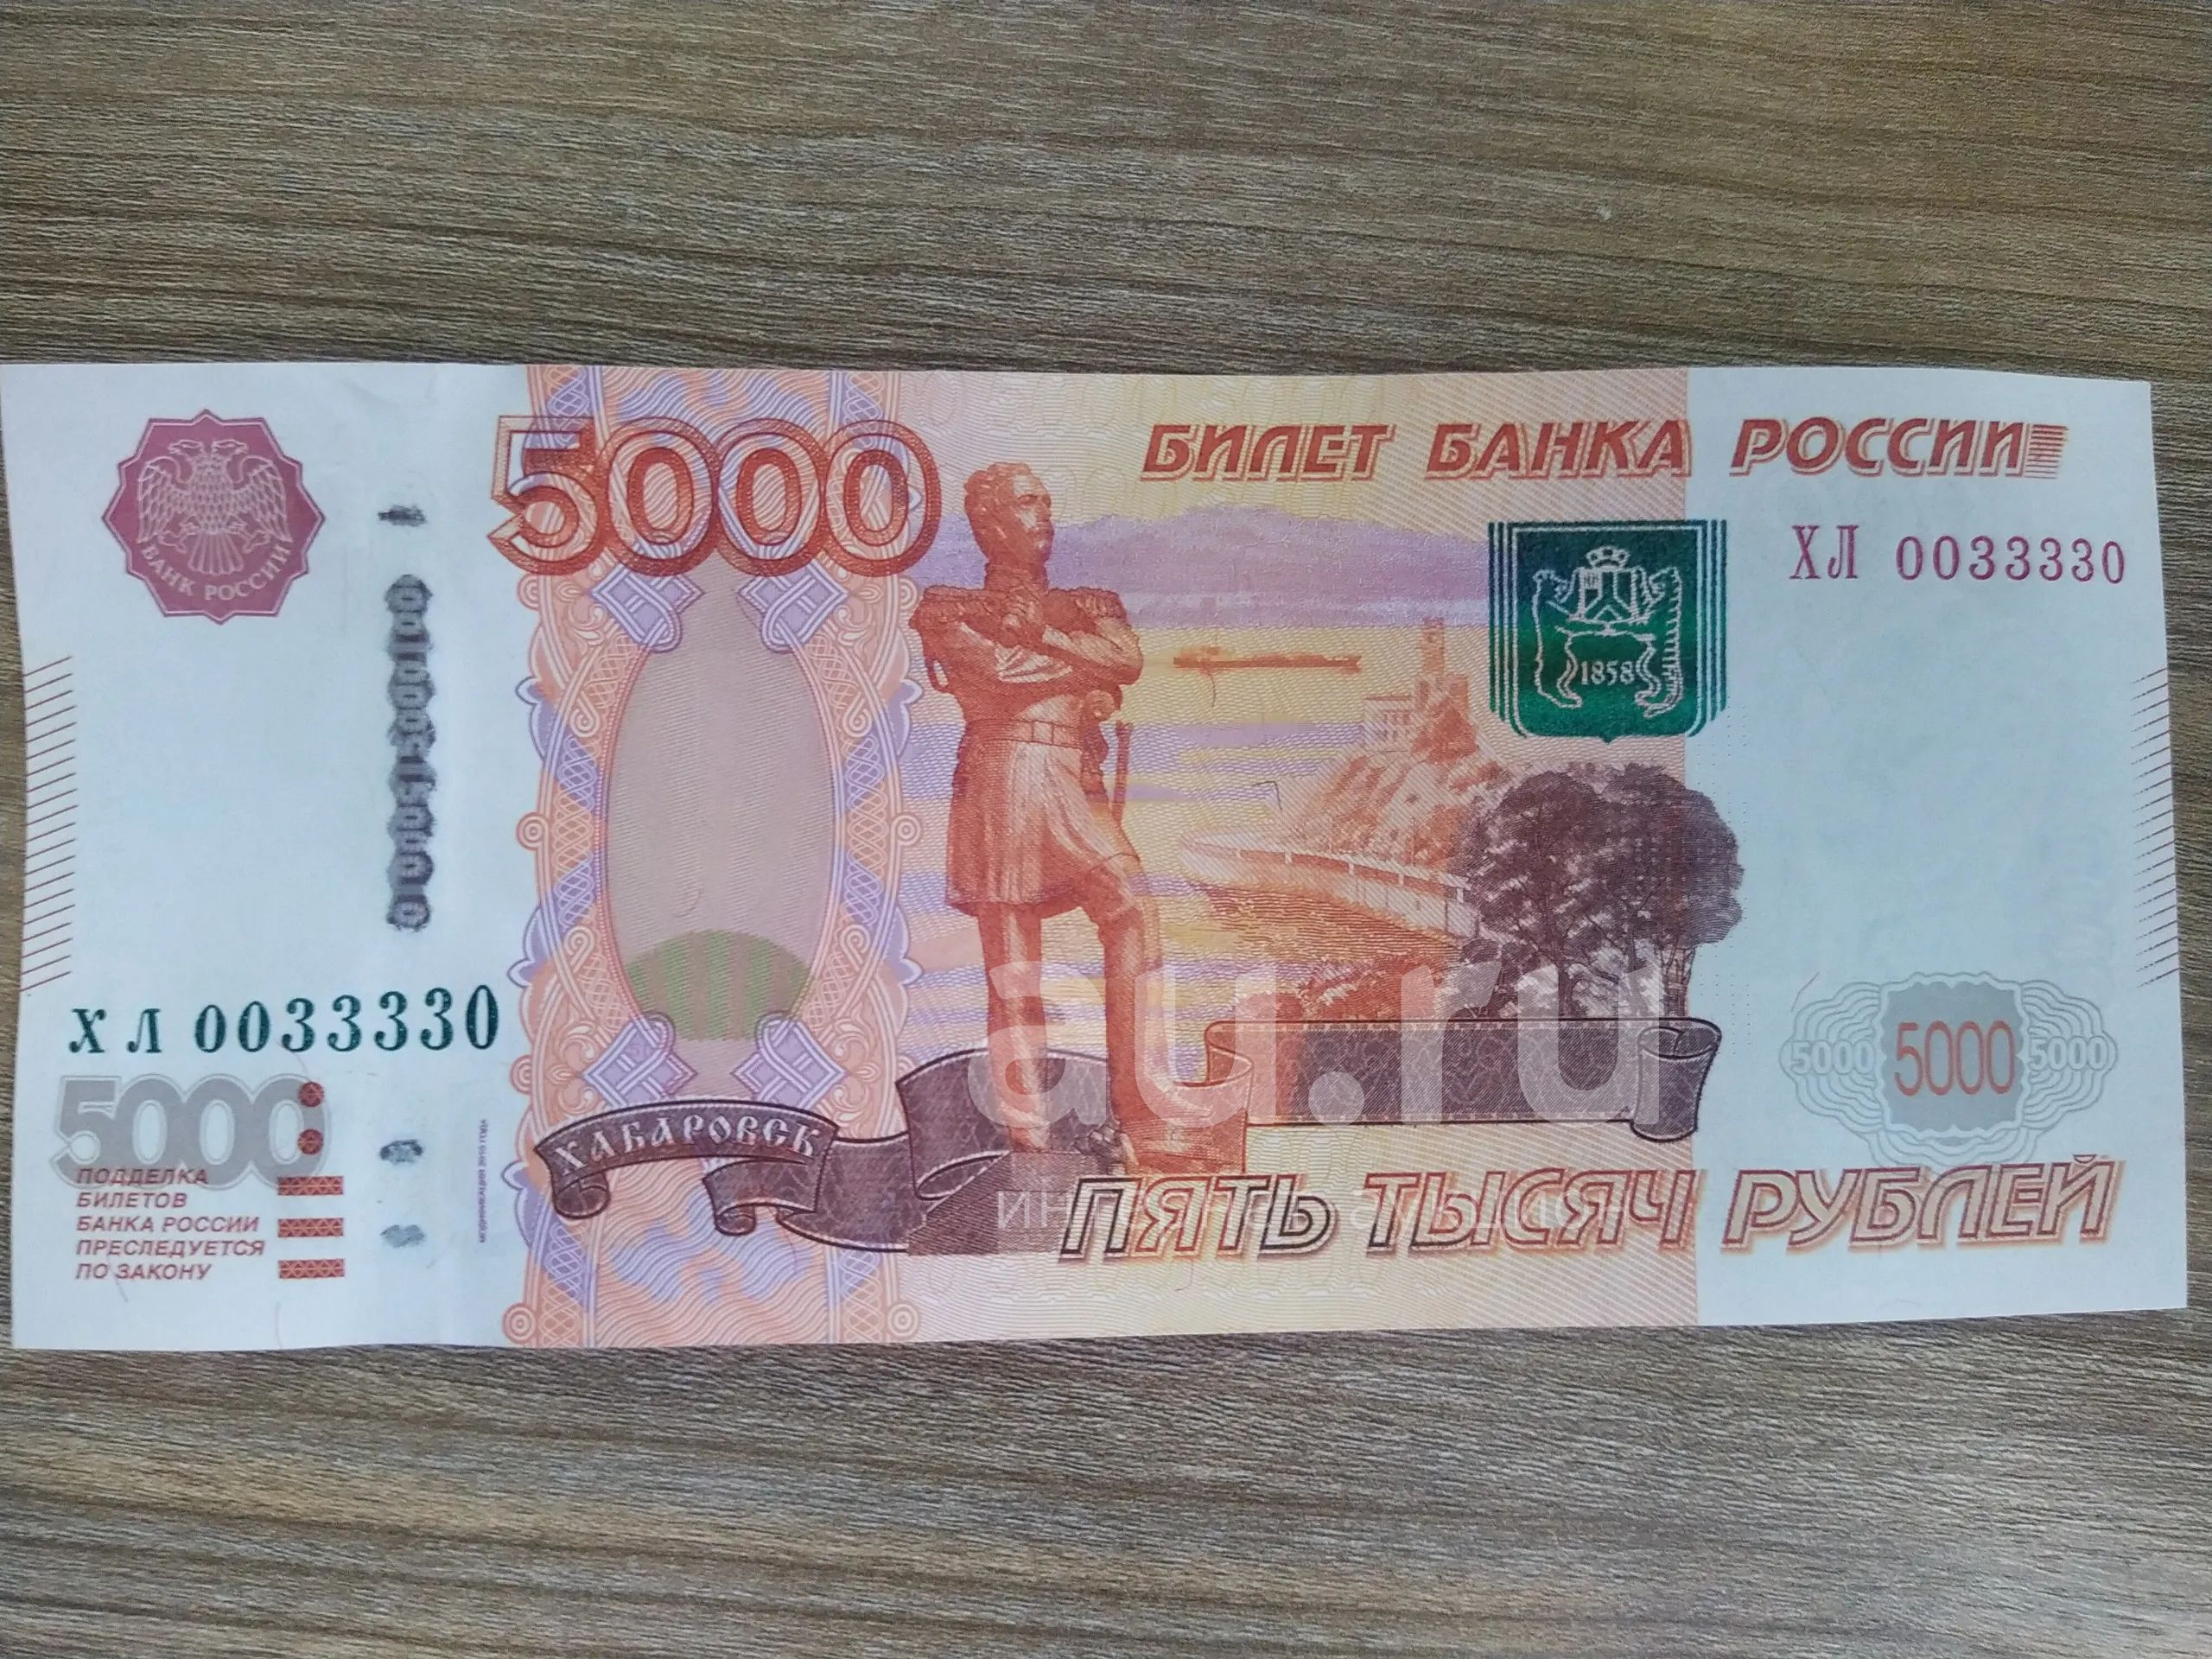 5000
БИЛЕТ БАНКА РОССИИ
БАНК РОССИИ
ХЛ 0033330
1858
ХЛ 0033330
5000
ПОДДЕЛКА
БИЛЕТОВ
БАНКА РОССИИ
ПРЕСЛЕДУЕТСЯ
ПО ЗАКОНУ
ХАБАРОВСК
au.ru
5000 5000 5000
ПЯТЬ ТЫСЯЧ РУБЛЕЙ